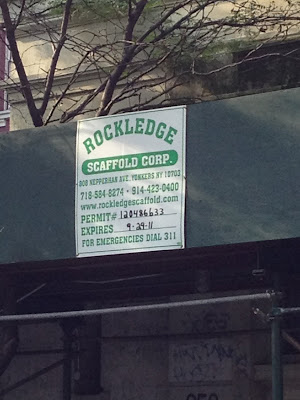 ROCKLEDGE
SCAFFOLD CORP.
808 NEPPERHAN AVE. YONKERS NY 10703
718-584-8274 • 914-423-0400
www.rockledgescaffold.com
PERMIT# 120486633
EXPIRES 9-29-11
FOR EMERGENCIES DIAL 311